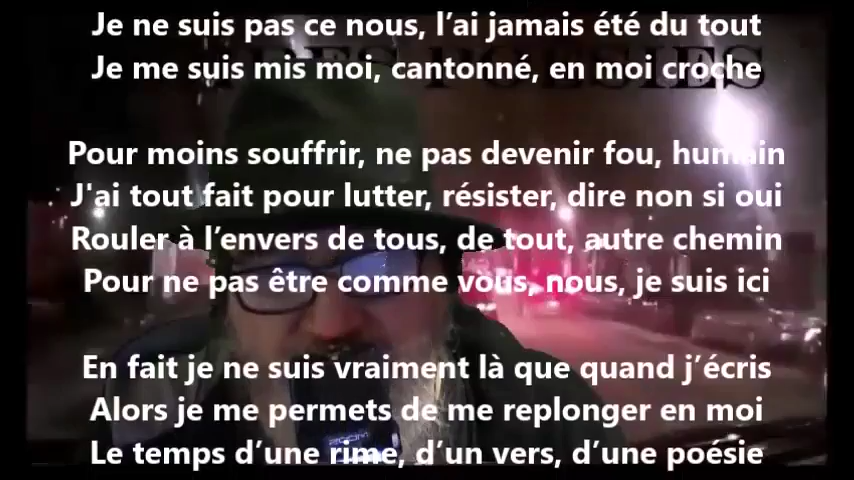 Je ne suis pas ce nous, l’ai jamais été du tout
Je me suis mis moi, cantonné, en moi croche
POÉSIES
Pour moins souffrir, ne pas devenir fou, humain
J'ai tout fait pour lutter, résister, dire non si oui
Rouler à l’envers de tous, de tout, autre chemin
Pour ne pas être comme vous, nous, je suis ici
En fait je ne suis vraiment là que quand j’écris
Alors je me permets de me replonger en moi
Le temps d’une rime, d’un vers, d’une poésie
zoom